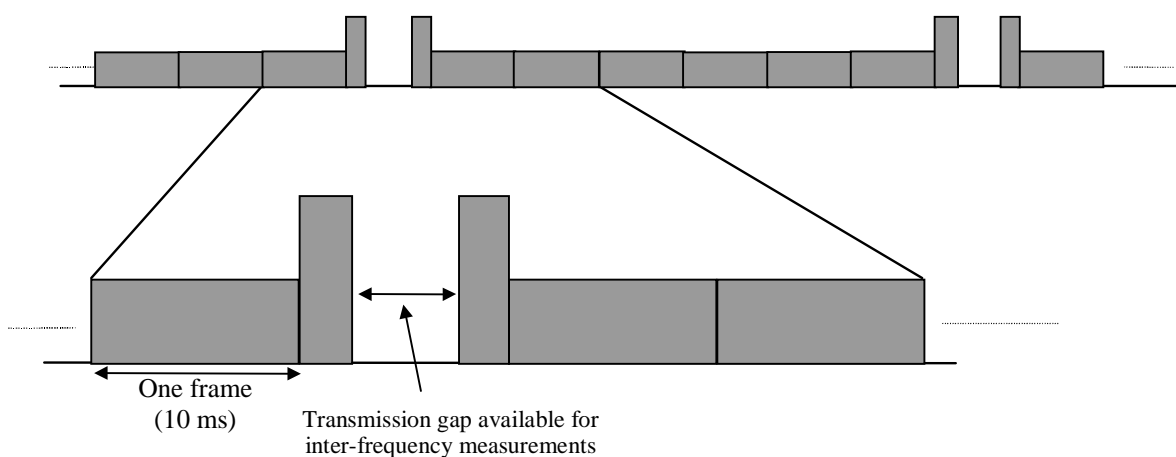 One frame
(10 ms)
Transmission gap available for
inter-frequency measurements